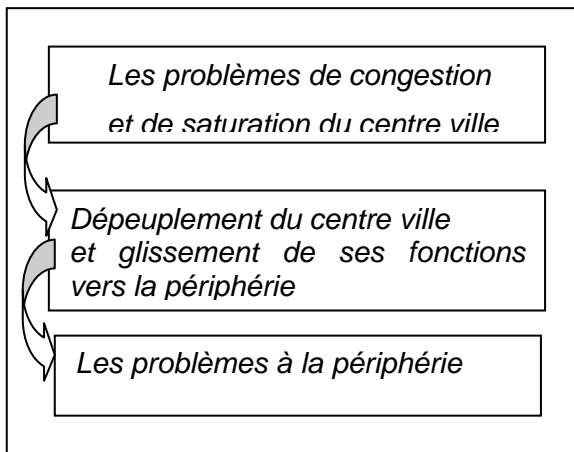 Les problèmes de congestion
et de saturation du centre ville
Dépeuplement du centre ville
et glissement de ses fonctions
vers la périphérie
Les problèmes à la périphérie